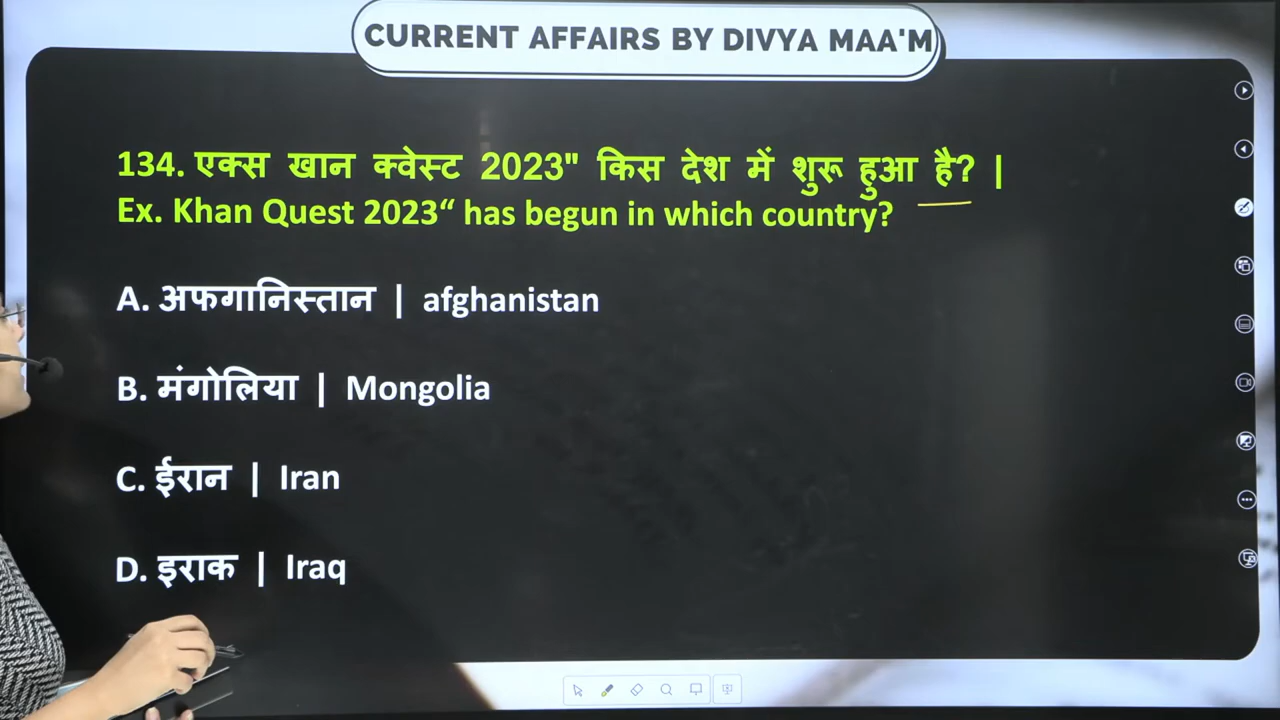 CURRENT AFFAIRS BY DIVYA MAA'M
134. एक्स खान क्वेस्ट 2023" किस देश में शुरू हुआ है? |
Ex. Khan Quest 2023“ has begun in which country?
A. अफगानिस्तान | afghanistan
B. मंगोलिया | Mongolia
C. ईरान | Iran
D. इराक | Iraq